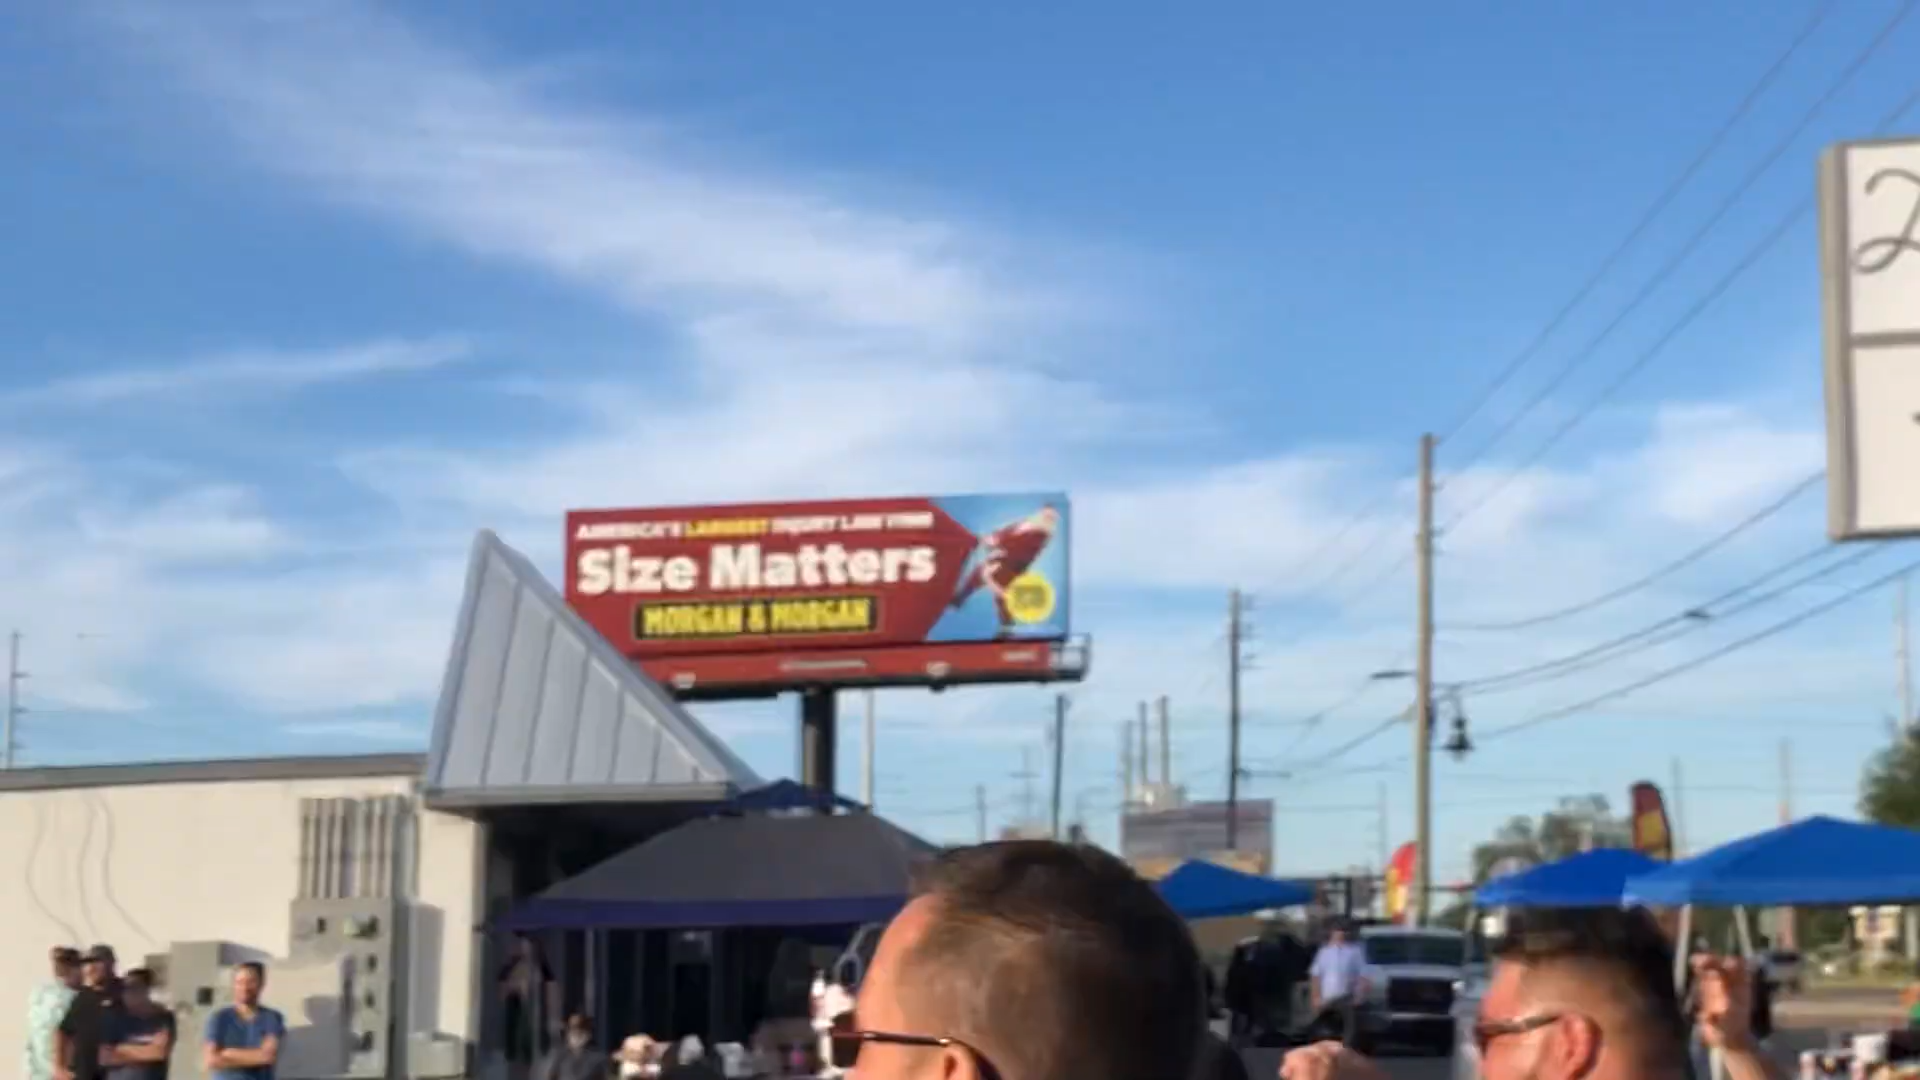 AMERICA'S LARGEST INJURY LAW FIRM
Size Matters
MORGAN & MORGAN